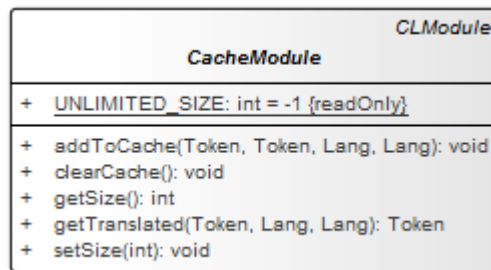 CLModule
CacheModule
+ UNLIMITED_SIZE: int = -1 {readOnly}
+ addToCache(Token, Token, Lang, Lang): void
+ clearCache(): void
+ getSize(): int
+ getTranslated(Token, Lang, Lang): Token
+ setSize(int): void